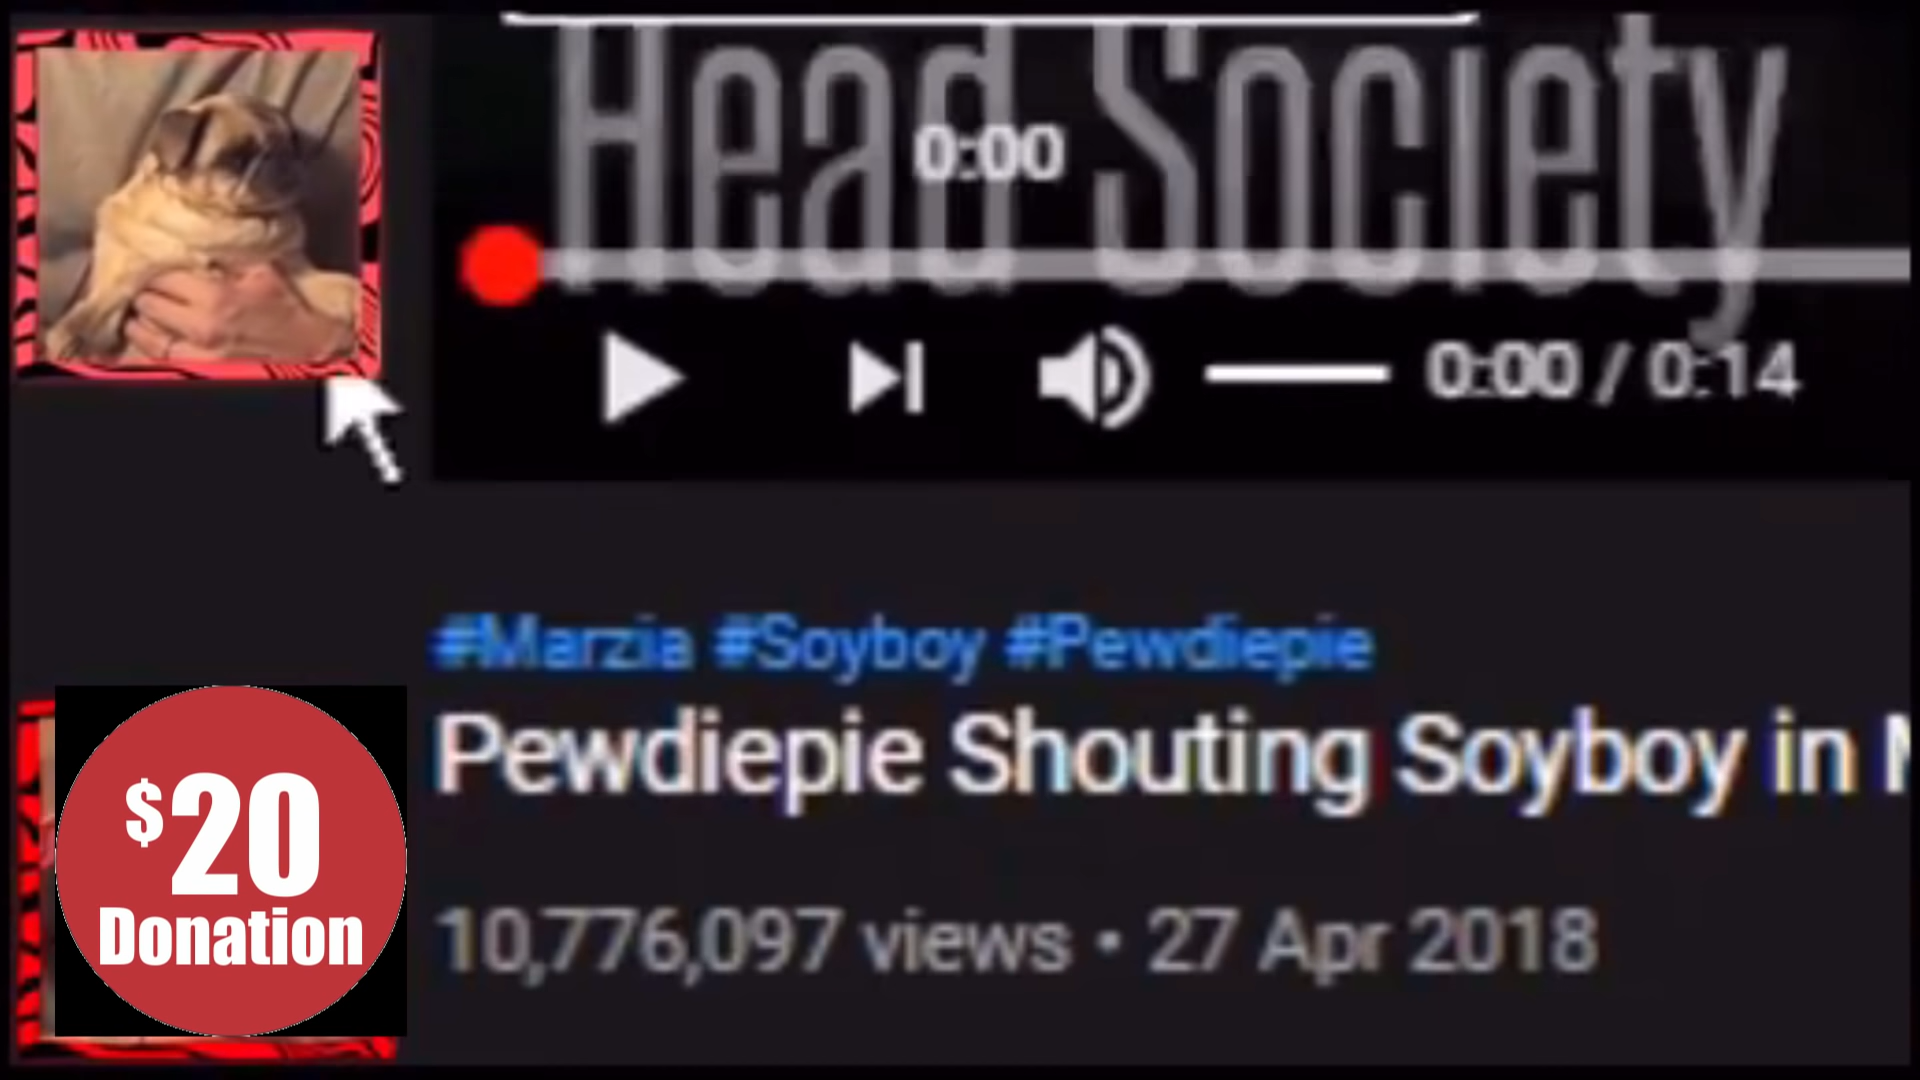 Head Society
0:00
0:00 / 0:14
#Marzia #Soyboy #Pewdiepie
Pewdiepie Shouting Soyboy in
10,776,097 views • 27 Apr 2018
$20
Donation